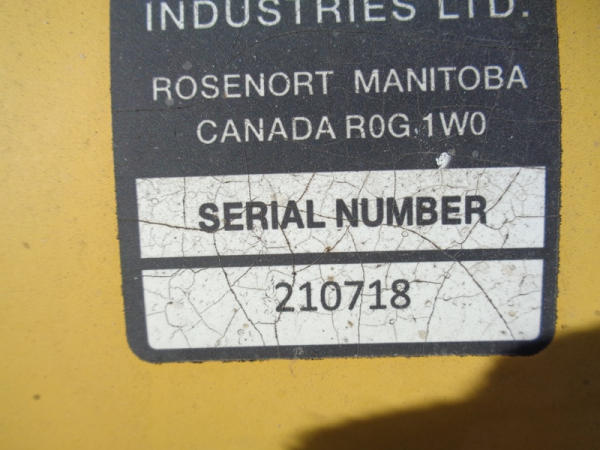 INDUSTRIES LTD.
ROSENORT MANITOBA
CANADA R0G 1W0
SERIAL NUMBER
210718